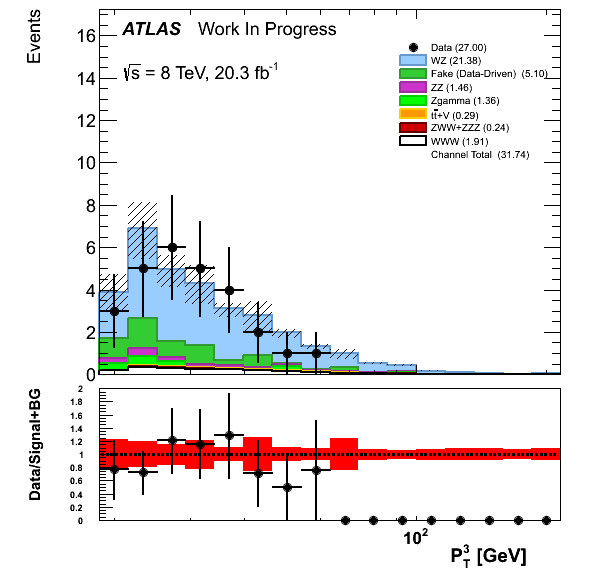 Events
ATLAS Work In Progress
√s = 8 TeV, 20.3 fb⁻¹
Data (27.00)
WZ (21.38)
Fake (Data-Driven) (5.10)
ZZ (1.46)
Zgamma (1.36)
tt̄+V (0.29)
ZWW+ZZZ (0.24)
WWW (1.91)
Channel Total (31.74)
16
14
12
10
8
6
4
2
0
Data/Signal+BG
2
1.8
1.6
1.4
1.2
1
0.8
0.6
0.4
0.2
0
10²
P_T^3 [GeV]